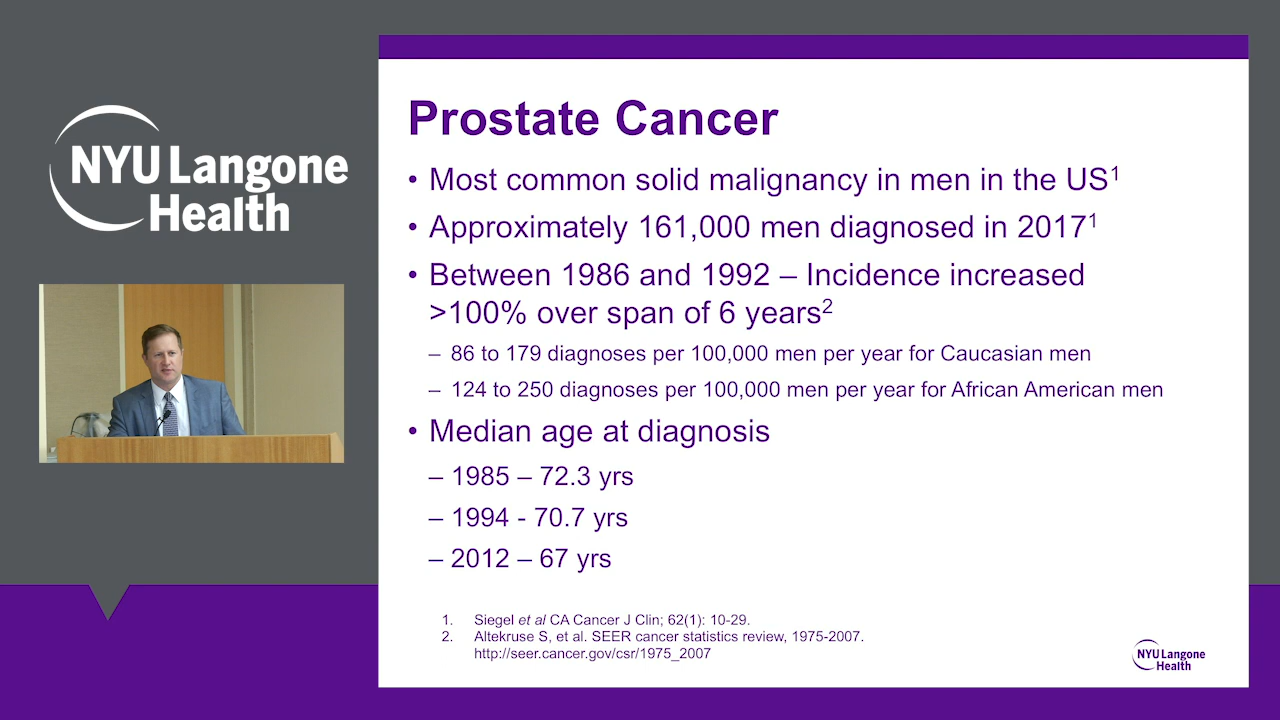 NYU Langone
Health
Prostate Cancer
• Most common solid malignancy in men in the US¹
• Approximately 161,000 men diagnosed in 2017¹
• Between 1986 and 1992 – Incidence increased
>100% over span of 6 years²
– 86 to 179 diagnoses per 100,000 men per year for Caucasian men
– 124 to 250 diagnoses per 100,000 men per year for African American men
• Median age at diagnosis
– 1985 – 72.3 yrs
– 1994 - 70.7 yrs
– 2012 – 67 yrs
1. Siegel et al CA Cancer J Clin; 62(1): 10-29.
2. Altekruse S, et al. SEER cancer statistics review, 1975-2007.
http://seer.cancer.gov/csr/1975_2007
NYU Langone
Health